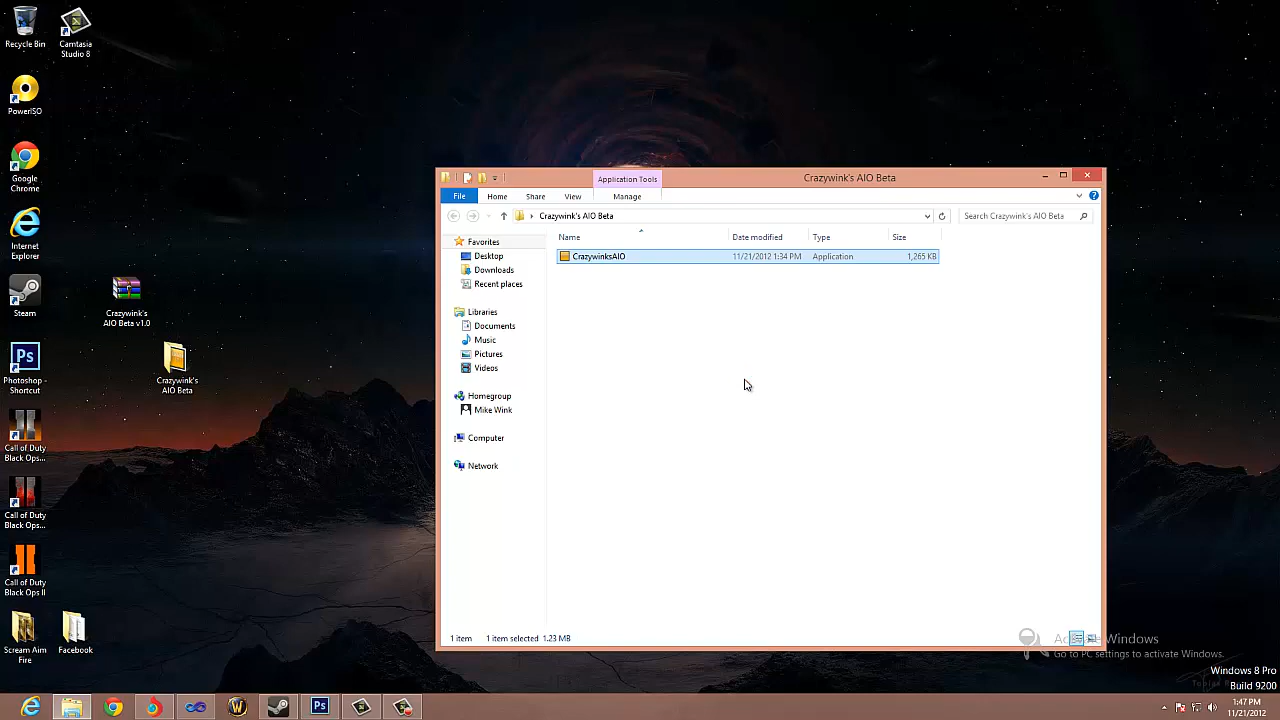 Recycle Bin
Camtasia
Studio 8
PowerISO
Google
Chrome
Internet
Explorer
Steam
Crazywink's
AIO Beta v1.0
Ps
Photoshop -
Shortcut
Crazywink's
AIO Beta
Call of Duty
Black Ops...
Call of Duty
Black Ops...
Call of Duty
Black Ops II
Scream Aim
Fire
Facebook
Application Tools
Crazywink's AIO Beta
File
Home
Share
View
Manage
Crazywink's AIO Beta
Search Crazywink's AIO Beta
Name
Date modified
Type
Size
CrazywinksAIO
11/21/2012 1:34 PM
Application
1,265 KB
Favorites
Desktop
Downloads
Recent places
Libraries
Documents
Music
Pictures
Videos
Homegroup
Mike Wink
Computer
Network
1 item
1 item selected 1.23 MB
Windows
Go to PC settings to activate Windows.
Windows 8 Pro
Build 9200
Ps
1:47 PM
11/21/2012